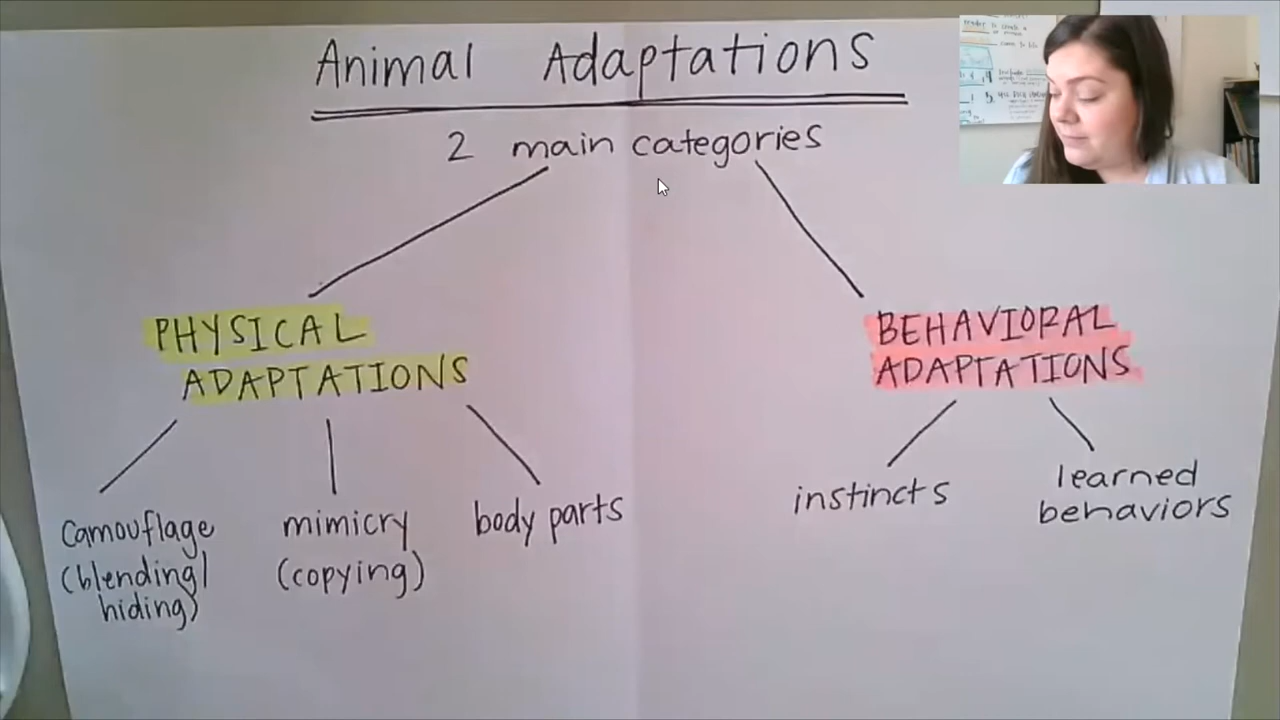 Animal Adaptations
2 main categories
PHYSICAL
ADAPTATIONS
camouflage
(blending/
hiding)
mimicry
(copying)
body parts
BEHAVIORAL
ADAPTATIONS
instincts
learned
behaviors